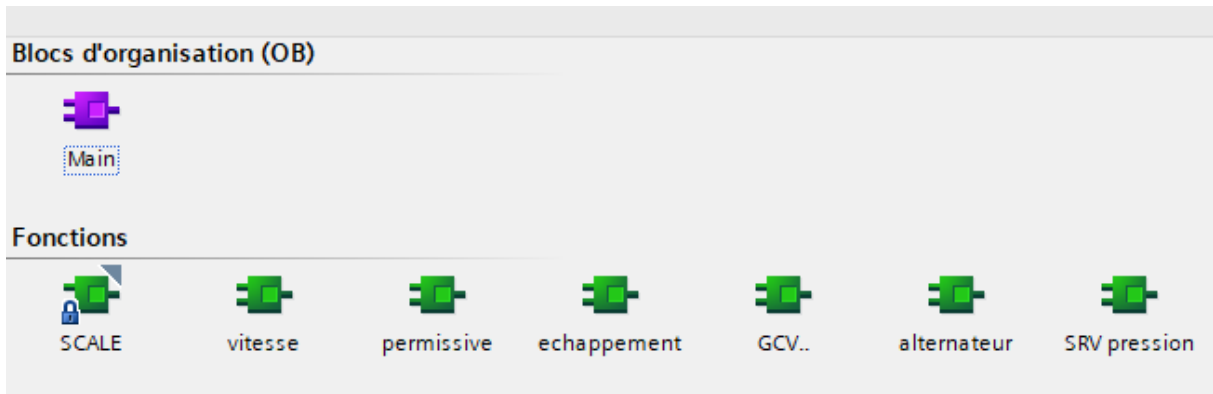 Blocs d'organisation (OB)
Main
Fonctions
SCALE vitesse permissive echappement GCV.. alternateur SRV pression